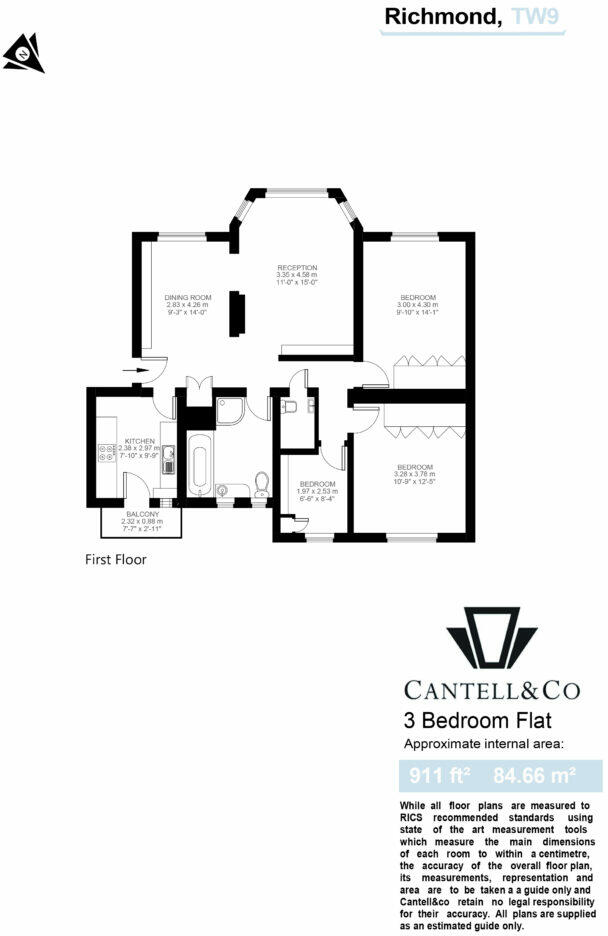 Richmond, TW9
N
RECEPTION
3.35 x 4.58 m
11'-0" x 15'-0"
DINING ROOM
2.83 x 4.26 m
9'-3" x 14'-0"
BEDROOM
3.00 x 4.30 m
9'-10" x 14'-1"
KITCHEN
2.38 x 2.97 m
7'-10" x 9'-9"
BEDROOM
3.28 x 3.78 m
10'-9" x 12'-5"
BEDROOM
1.97 x 2.53 m
6'-6" x 8'-4"
BALCONY
2.32 x 0.88 m
7'-7" x 2'-11"
First Floor
CANTELL&CO
3 Bedroom Flat
Approximate internal area:
911 ft² 84.66 m²
While all floor plans are measured to
RICS recommended standards using
state of the art measurement tools
which measure the main dimensions
of each room to within a centimetre,
the accuracy of the overall floor plan,
its measurements, representation and
area are to be taken a a guide only and
Cantell&co retain no legal responsibility
for their accuracy. All plans are supplied
as an estimated guide only.